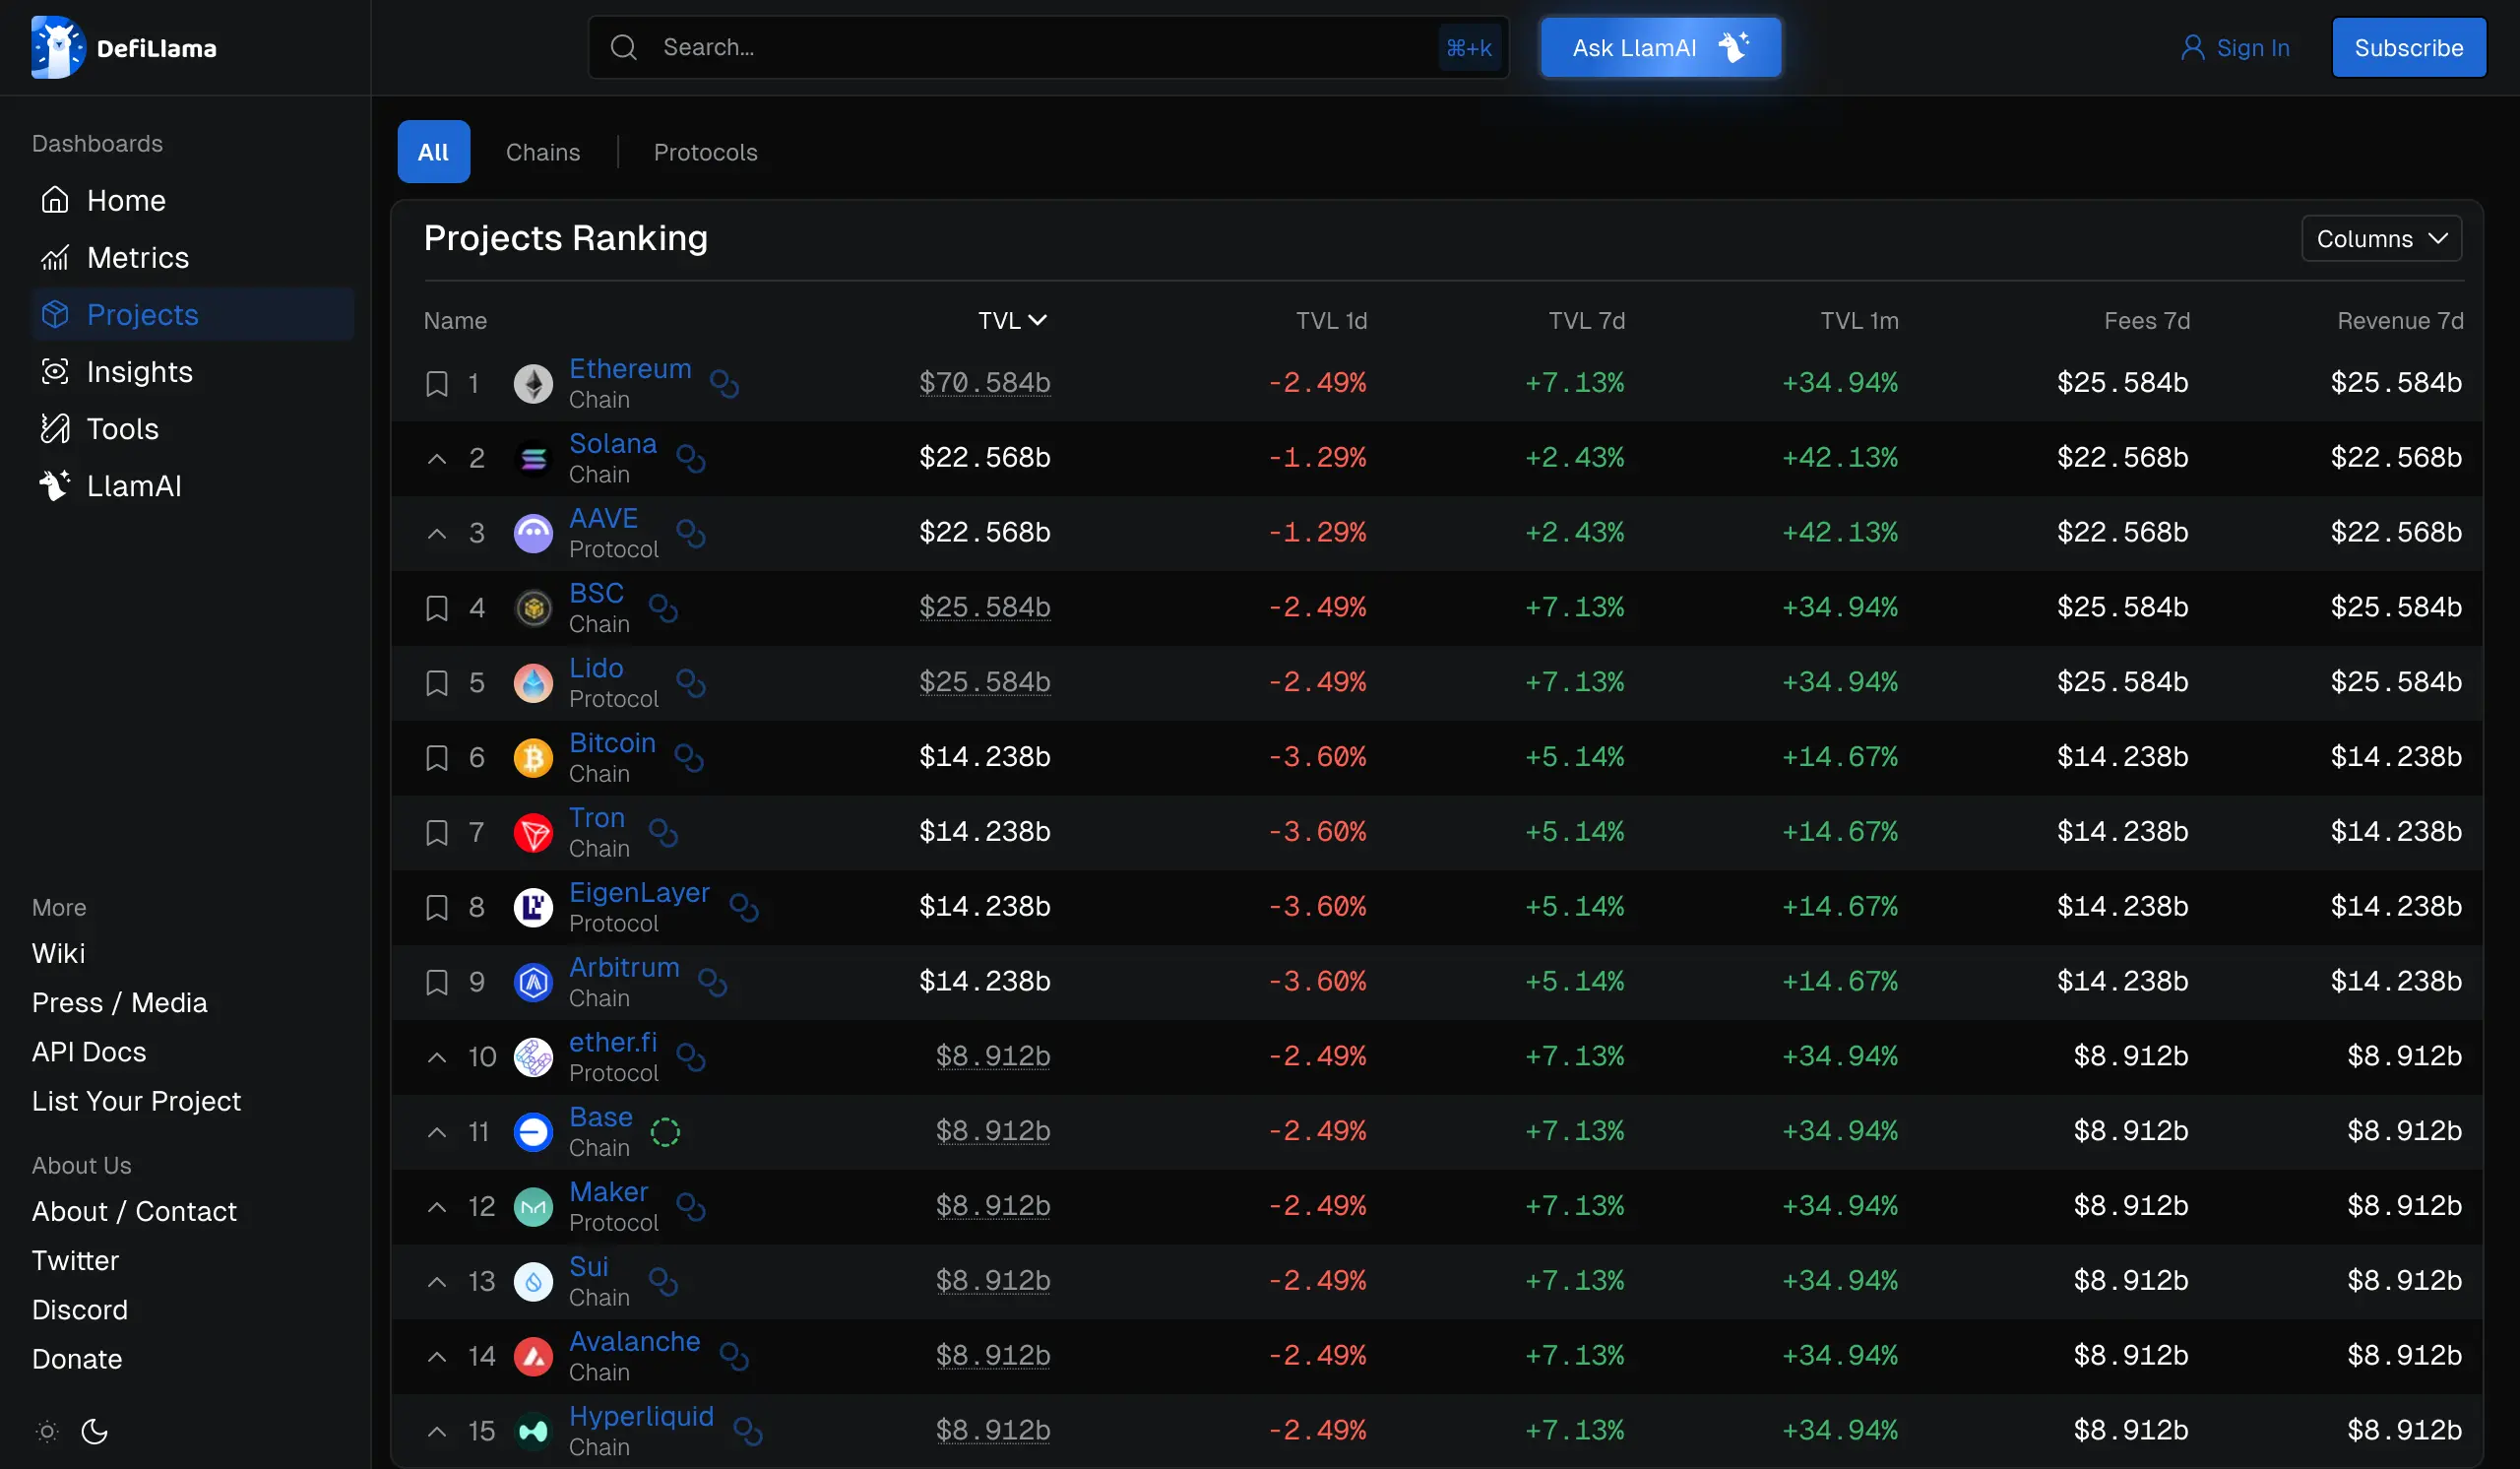 DefiLlama
Search...
⌘+k
Ask LlamAI
Sign In
Subscribe
Dashboards
Home
Metrics
Projects
Insights
Tools
LlamAI
More
Wiki
Press / Media
API Docs
List Your Project
About Us
About / Contact
Twitter
Discord
Donate
All
Chains
Protocols
Projects Ranking
Columns
Name TVL TVL 1d TVL 7d TVL 1m Fees 7d Revenue 7d
1 Ethereum $70.584b -2.49% +7.13% +34.94% $25.584b $25.584b
Chain
2 Solana $22.568b -1.29% +2.43% +42.13% $22.568b $22.568b
Chain
3 AAVE $22.568b -1.29% +2.43% +42.13% $22.568b $22.568b
Protocol
4 BSC $25.584b -2.49% +7.13% +34.94% $25.584b $25.584b
Chain
5 Lido $25.584b -2.49% +7.13% +34.94% $25.584b $25.584b
Protocol
6 Bitcoin $14.238b -3.60% +5.14% +14.67% $14.238b $14.238b
Chain
7 Tron $14.238b -3.60% +5.14% +14.67% $14.238b $14.238b
Chain
8 EigenLayer $14.238b -3.60% +5.14% +14.67% $14.238b $14.238b
Protocol
9 Arbitrum $14.238b -3.60% +5.14% +14.67% $14.238b $14.238b
Chain
10 ether.fi $8.912b -2.49% +7.13% +34.94% $8.912b $8.912b
Protocol
11 Base $8.912b -2.49% +7.13% +34.94% $8.912b $8.912b
Chain
12 Maker $8.912b -2.49% +7.13% +34.94% $8.912b $8.912b
Protocol
13 Sui $8.912b -2.49% +7.13% +34.94% $8.912b $8.912b
Chain
14 Avalanche $8.912b -2.49% +7.13% +34.94% $8.912b $8.912b
Chain
15 Hyperliquid $8.912b -2.49% +7.13% +34.94% $8.912b $8.912b
Chain